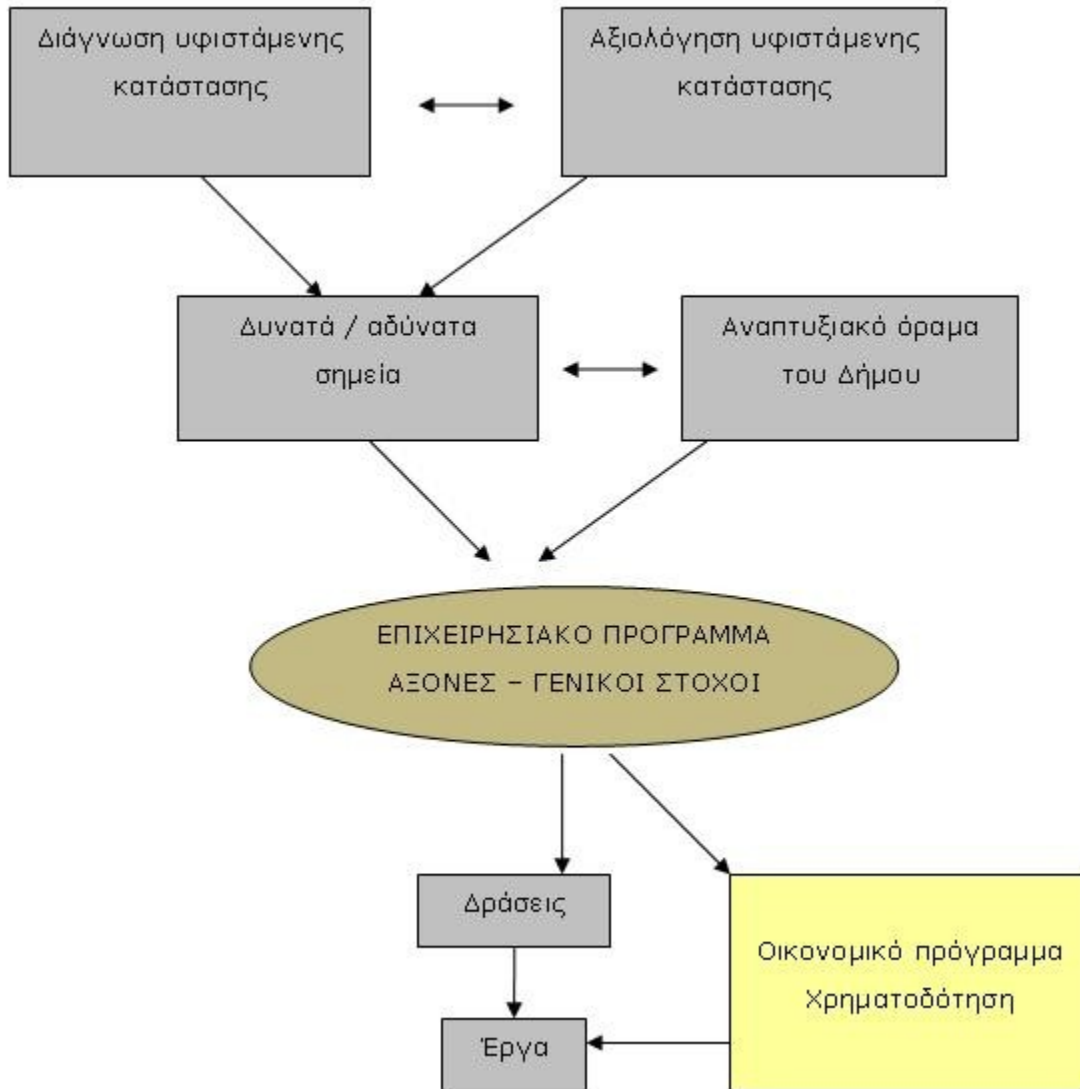 Διάγνωση υφιστάμενης
κατάστασης
Αξιολόγηση υφιστάμενης
κατάστασης
Δυνατά / αδύνατα
σημεία
Αναπτυξιακό όραμα
του Δήμου
ΕΠΙΧΕΙΡΗΣΙΑΚΟ ΠΡΟΓΡΑΜΜΑ
ΑΞΟΝΕΣ – ΓΕΝΙΚΟΙ ΣΤΟΧΟΙ
Δράσεις
Οικονομικό πρόγραμμα
Χρηματοδότηση
Έργα